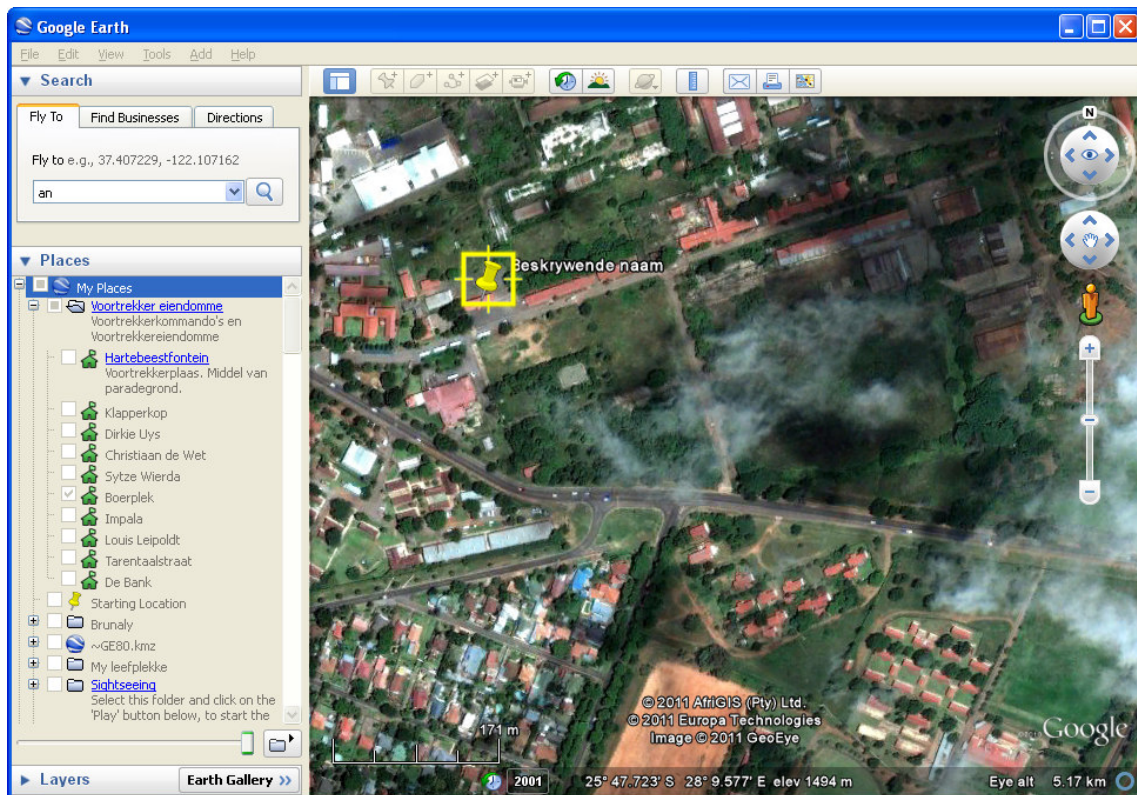 Google Earth
File Edit View Tools Add Help
Search
Fly To Find Businesses Directions
Fly to e.g., 37.407229, -122.107162
an
Places
My Places
Voortrekker eiendomme
Voortrekkerkommando's en
Voortrekkereiendomme
Hartebeestfontein
Voortrekkerplaas. Middel van
paradegrond.
Klapperkop
Dirkie Uys
Christiaan de Wet
Sytze Wierda
Boerplek
Impala
Louis Leipoldt
Tarentaalstraat
De Bank
Starting Location
Brunaly
~GE80.kmz
My leefplekke
Sightseeing
Select this folder and click on the
'Play' button below, to start the
Layers
Earth Gallery >>
N
Beskrywende naam
© 2011 AfriGIS (Pty) Ltd.
© 2011 Europa Technologies
Image © 2011 GeoEye
171 m
Google
2001 25° 47.723' S 28° 9.577' E elev 1494 m Eye alt 5.17 km